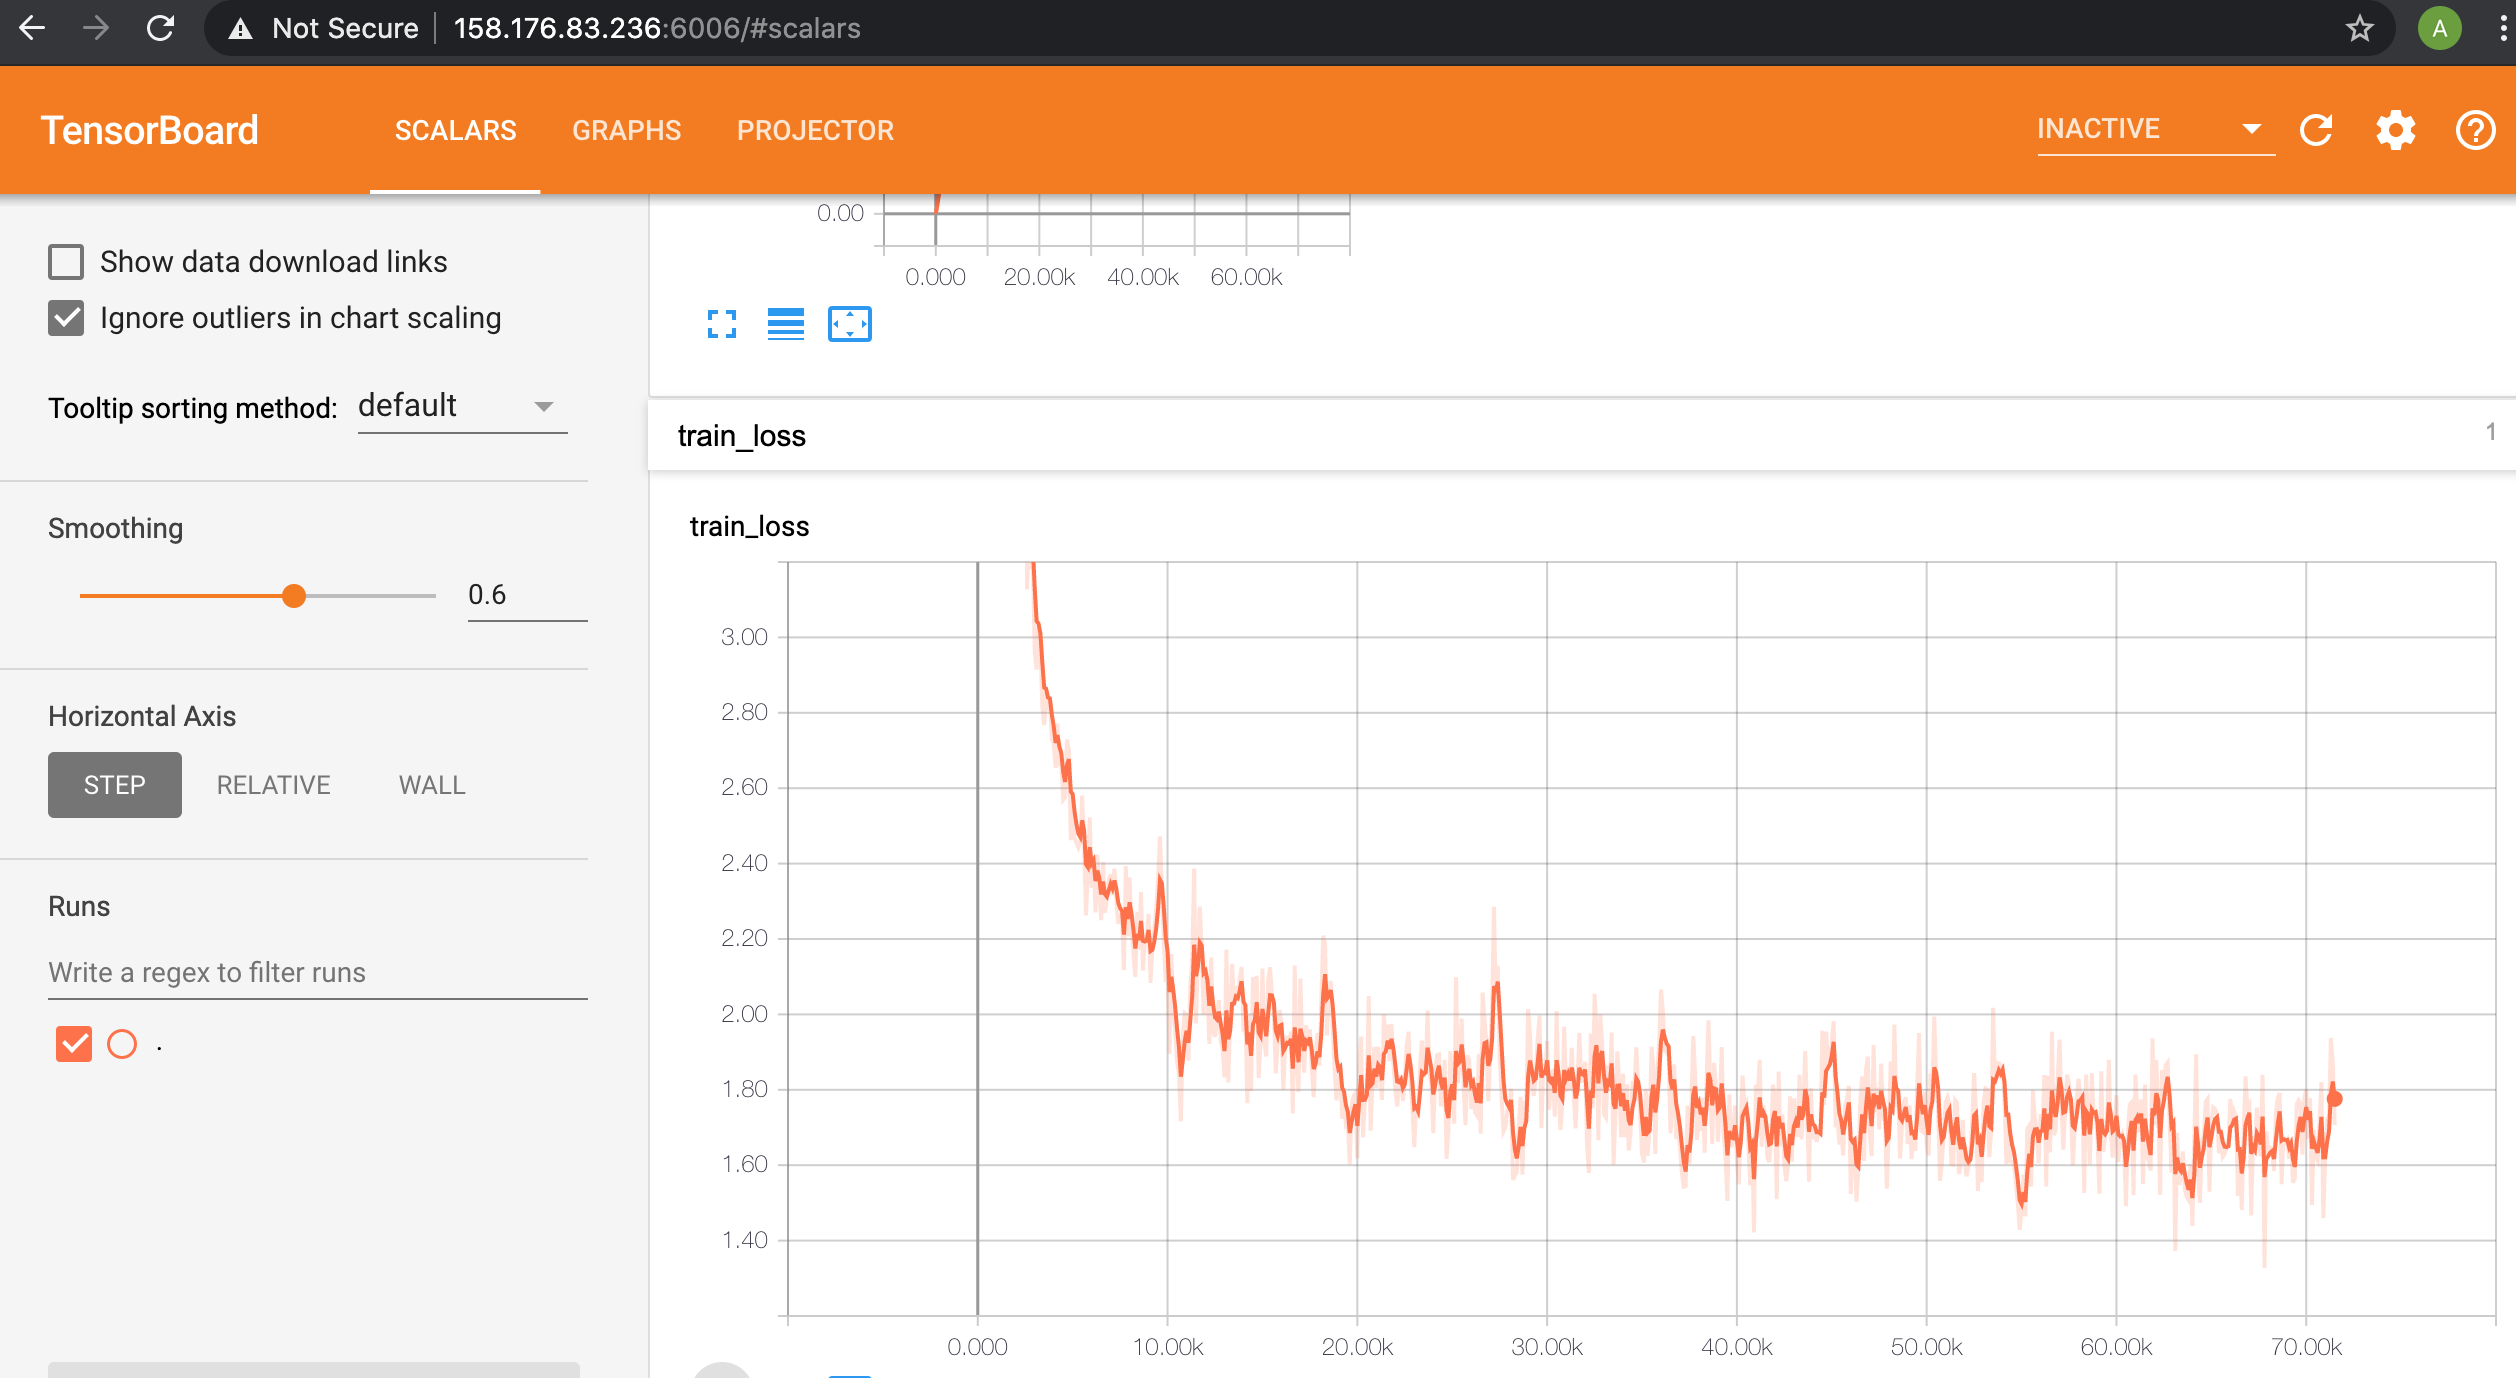 Not Secure 158.176.83.236:6006/#scalars
A
TensorBoard SCALARS GRAPHS PROJECTOR INACTIVE
0.00
0.000 20.00k 40.00k 60.00k
Show data download links
Ignore outliers in chart scaling
Tooltip sorting method: default
train_loss 1
Smoothing
0.6
Horizontal Axis
STEP RELATIVE WALL
Runs
Write a regex to filter runs
.
train_loss
3.00
2.80
2.60
2.40
2.20
2.00
1.80
1.60
1.40
0.000 10.00k 20.00k 30.00k 40.00k 50.00k 60.00k 70.00k